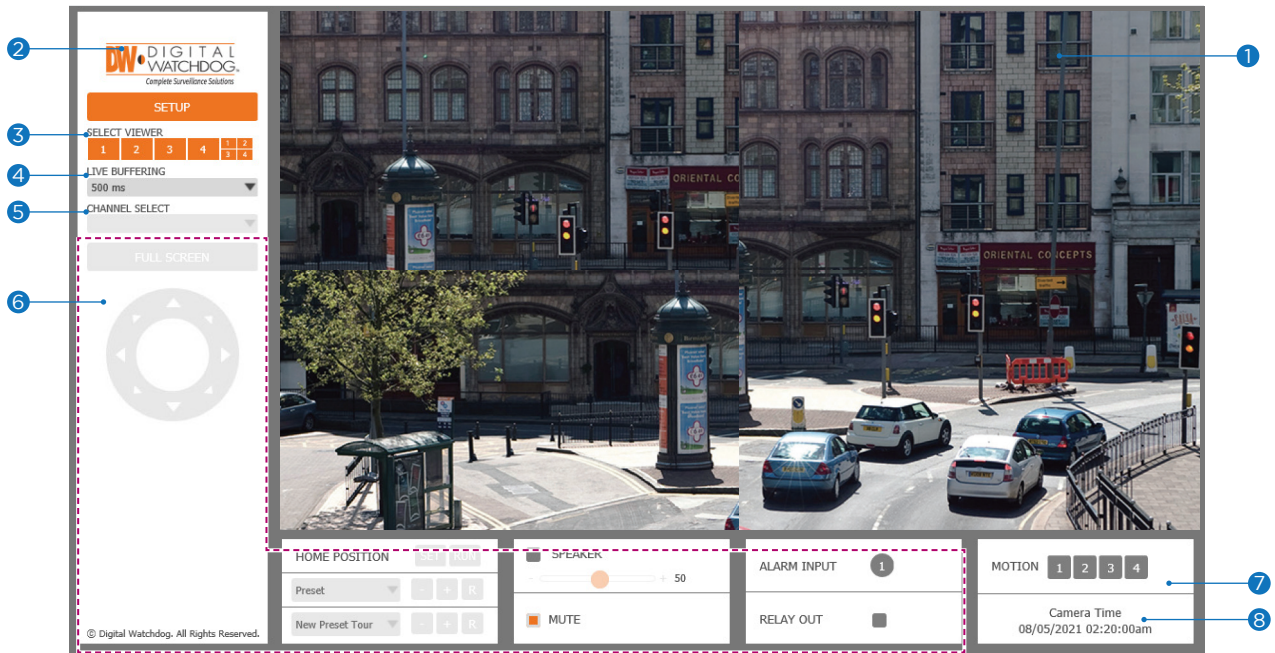 2
DIGITAL
DW WATCHDOG.
Complete Surveillance Solutions
SETUP
3
SELECT VIEWER
1 2 3 4 1 2 3 4
4
LIVE BUFFERING
500 ms
5
CHANNEL SELECT
FULL SCREEN
6
© Digital Watchdog. All Rights Reserved.
1
ORIENTAL CO
ORIENTAL CONCEPTS
HOME POSITION
Preset - + R
New Preset Tour - + R
SPEAKER
- + 50
MUTE
ALARM INPUT 1
RELAY OUT
MOTION 1 2 3 4
7
Camera Time
08/05/2021 02:20:00am
8